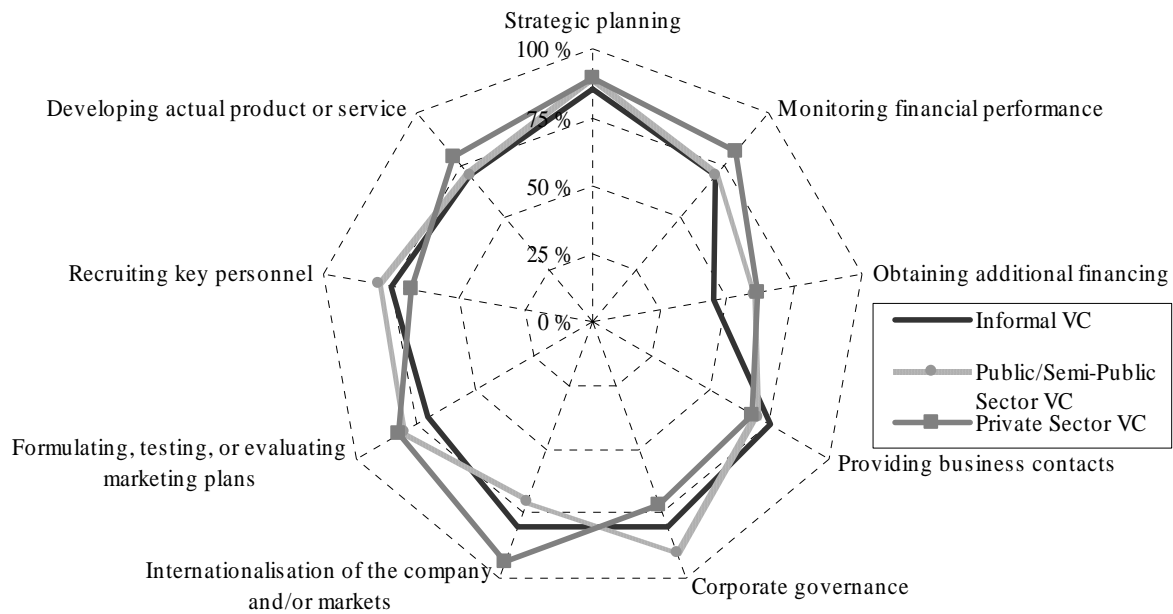 Strategic planning
100 %
Developing actual product or service
Monitoring financial performance
75 %
50 %
Recruiting key personnel
25 %
Obtaining additional financing
0 %
Informal VC
Public/Semi-Public
Sector VC
Private Sector VC
Formulating, testing, or evaluating
marketing plans
Providing business contacts
Internationalisation of the company
and/or markets
Corporate governance